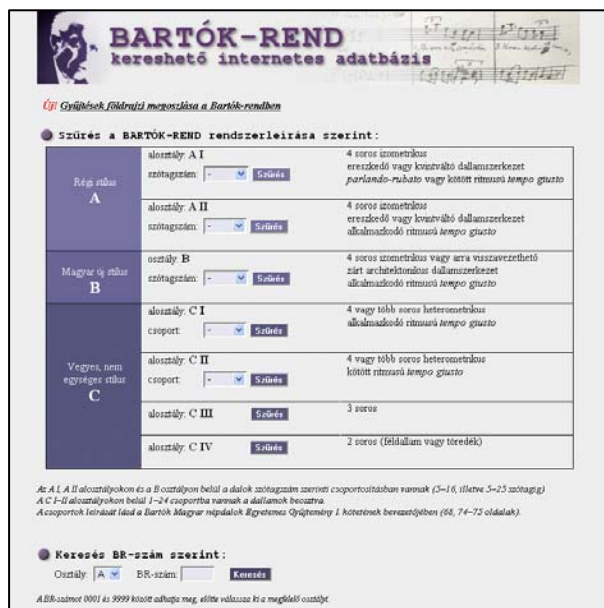 BARTÓK-REND
kereshető internetes adatbázis
Új! Gyűjtések földrajzi megoszlása a Bartók-rendben
Szűrés a BARTÓK-REND rendszerleírása szerint:
Régi stílus
A
alosztály: A I
szótagszám: - Szűrés
4 soros izometrikus
ereszkedő vagy kvintváltó dallamszerkezet
parlando-rubato vagy kötött ritmusú tempo giusto
alosztály: A II
szótagszám: - Szűrés
4 soros izometrikus
ereszkedő vagy kvintváltó dallamszerkezet
alkalmazkodó ritmusú tempo giusto
Magyar új stílus
B
osztály: B
szótagszám: - Szűrés
4 soros izometrikus vagy arra visszavezethető
zárt architektonikus dallamszerkezet
alkalmazkodó ritmusú tempo giusto
Vegyes, nem
egységes stílus
C
alosztály: C I
csoport: - Szűrés
4 vagy több soros heterometrikus
alkalmazkodó ritmusú tempo giusto
alosztály: C II
csoport: - Szűrés
4 vagy több soros heterometrikus
kötött ritmusú tempo giusto
alosztály: C III Szűrés
3 soros
alosztály: C IV Szűrés
2 soros (féldallam vagy töredék)
Az A I, A II alosztályokon és a B osztályon belül a dalok szótagszám szerinti csoportosításban vannak (5-16, illetve 5-25 szótagig)
A C I-II alosztályokon belül 1-24 csoportba vannak a dallamok beosztva.
A csoportok leírását lásd a Bartók Magyar népdalok Egyetemes Gyűjtemény I. kötetének bevezetőjében (68, 74-75 oldalak).
Keresés BR-szám szerint:
Osztály: A BR-szám: Keresés
A BR-számot 0001 és 9999 között adhatja meg, előtte válassza ki a megfelelő osztályt.